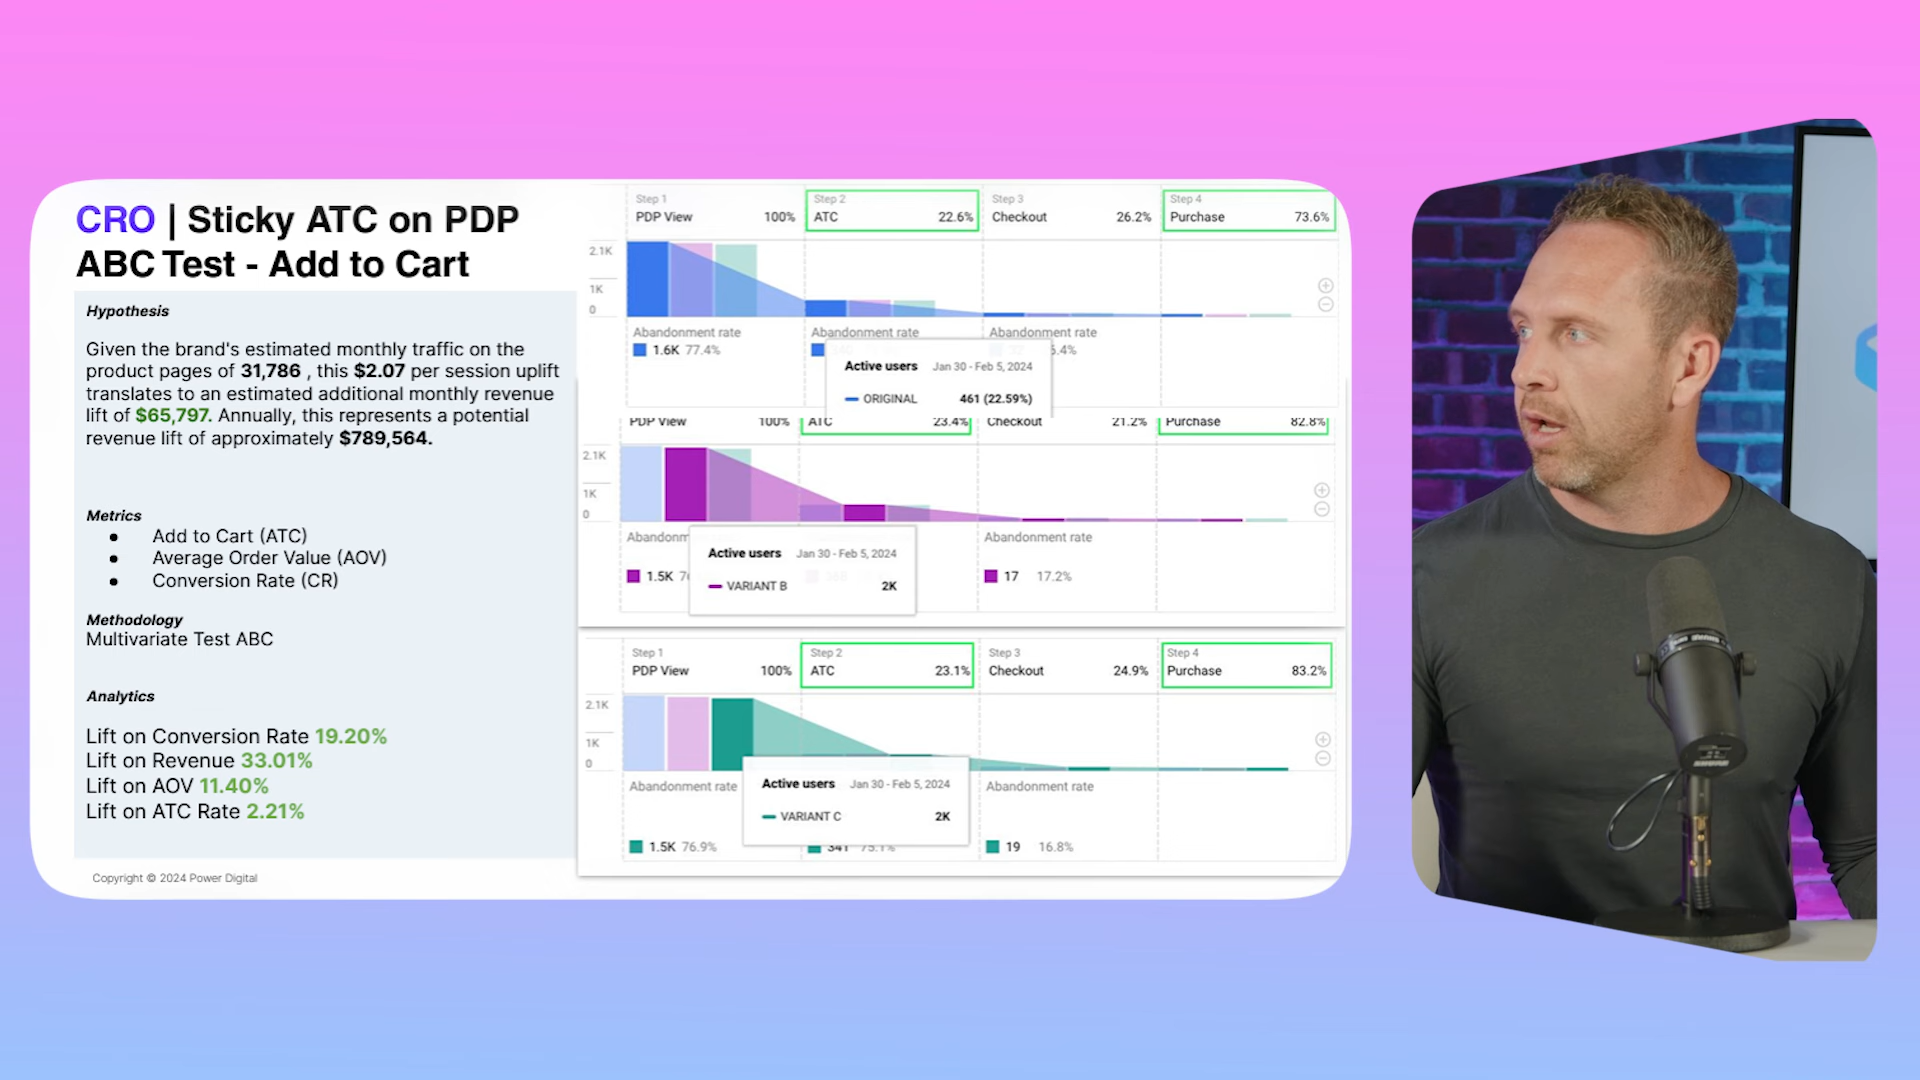 CRO | Sticky ATC on PDP
ABC Test - Add to Cart
Hypothesis
Given the brand's estimated monthly traffic on the
product pages of 31,786 , this $2.07 per session uplift
translates to an estimated additional monthly revenue
lift of $65,797. Annually, this represents a potential
revenue lift of approximately $789,564.
Metrics
● Add to Cart (ATC)
● Average Order Value (AOV)
● Conversion Rate (CR)
Methodology
Multivariate Test ABC
Analytics
Lift on Conversion Rate 19.20%
Lift on Revenue 33.01%
Lift on AOV 11.40%
Lift on ATC Rate 2.21%
Copyright © 2024 Power Digital
Step 1 Step 2 Step 3 Step 4
PDP View 100% ATC 22.6% Checkout 26.2% Purchase 73.6%
2.1K
1K
0
Abandonment rate Abandonment rate Abandonment rate
1.6K 77.4%
Active users Jan 30 - Feb 5, 2024
ORIGINAL 461 (22.59%)
PDP View 100% ATC 23.4% Checkout 21.2% Purchase 82.8%
2.1K
1K
0
Abandonment rate
Active users Jan 30 - Feb 5, 2024
1.5K 17 17.2%
VARIANT B 2K
Step 1 Step 2 Step 3 Step 4
PDP View 100% ATC 23.1% Checkout 24.9% Purchase 83.2%
2.1K
1K
0
Abandonment rate Abandonment rate
Active users Jan 30 - Feb 5, 2024
VARIANT C 2K
1.5K 76.9% 341 75.1% 19 16.8%